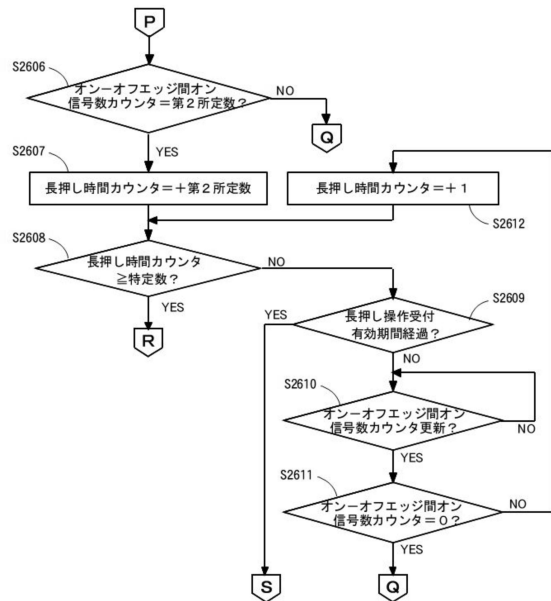 P
S2606
オン－オフエッジ間オン
信号数カウンタ＝第２所定数？
NO
Q
YES
S2607
長押し時間カウンタ＝＋第２所定数
長押し時間カウンタ＝＋１
S2612
S2608
長押し時間カウンタ
≧特定数？
NO
YES
R
S2609
長押し操作受付
有効期間経過？
YES
NO
S2610
オン－オフエッジ間オン
信号数カウンタ更新？
NO
YES
S2611
オン－オフエッジ間オン
信号数カウンタ＝０？
NO
YES
S
Q